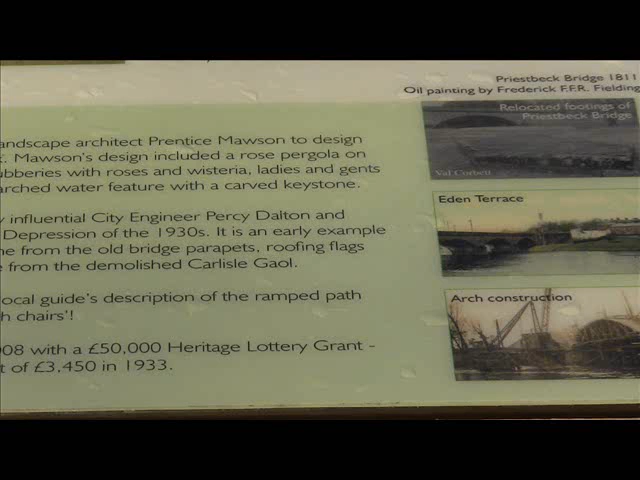 Priestbeck Bridge 1811
Oil painting by Frederick F.F.R. Fielding
andscape architect Prentice Mawson to design
. Mawson's design included a rose pergola on
ubberies with roses and wisteria, ladies and gents
arched water feature with a carved keystone.
y influential City Engineer Percy Dalton and
Depression of the 1930s. It is an early example
ne from the old bridge parapets, roofing flags
e from the demolished Carlisle Gaol.
ocal guide's description of the ramped path
h chairs'!
008 with a £50,000 Heritage Lottery Grant -
t of £3,450 in 1933.
Relocated footings of
Priestbeck Bridge
Val Corbett
Eden Terrace
Arch construction